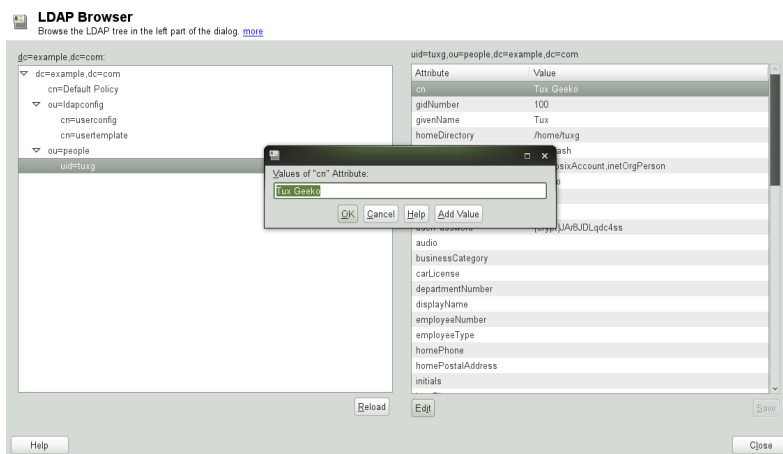 LDAP Browser
Browse the LDAP tree in the left part of the dialog. more
dc=example,dc=com:
dc=example,dc=com
cn=Default Policy
ou=ldapconfig
cn=userconfig
cn=usertemplate
ou=people
uid=tuxg
Reload
uid=tuxg,ou=people,dc=example,dc=com
Attribute Value
cn Tux Geeko
gidNumber 100
givenName Tux
homeDirectory /home/tuxg
Values of "cn" Attribute:
Tux Geeko
OK Cancel Help Add Value
audio
businessCategory
carLicense
departmentNumber
displayName
employeeNumber
employeeType
homePhone
homePostalAddress
initials
Edit Save
Help Close